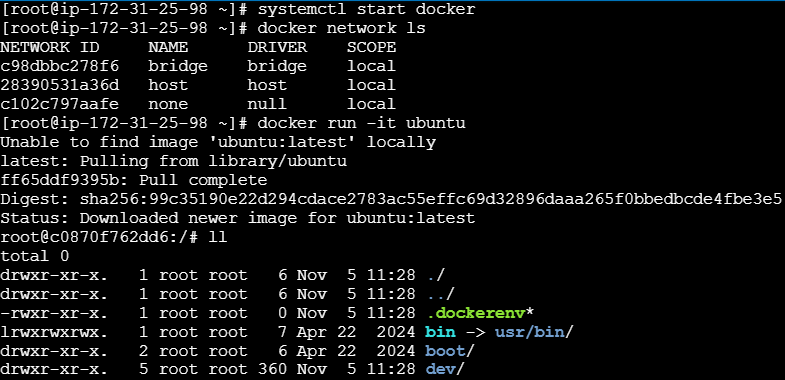 [root@ip-172-31-25-98 ~]# systemctl start docker
[root@ip-172-31-25-98 ~]# docker network ls
NETWORK ID     NAME      DRIVER    SCOPE
c98dbbc278f6   bridge    bridge    local
28390531a36d   host      host      local
c102c797aafe   none      null      local
[root@ip-172-31-25-98 ~]# docker run -it ubuntu
Unable to find image 'ubuntu:latest' locally
latest: Pulling from library/ubuntu
ff65ddf9395b: Pull complete
Digest: sha256:99c35190e22d294cdace2783ac55effc69d32896daaa265f0bbedbcde4fbe3e5
Status: Downloaded newer image for ubuntu:latest
root@c0870f762dd6:/# ll
total 0
drwxr-xr-x.   1 root root   6 Nov  5 11:28 ./
drwxr-xr-x.   1 root root   6 Nov  5 11:28 ../
-rwxr-xr-x.   1 root root   0 Nov  5 11:28 .dockerenv*
lrwxrwxrwx.   1 root root   7 Apr 22  2024 bin -> usr/bin/
drwxr-xr-x.   2 root root   6 Apr 22  2024 boot/
drwxr-xr-x.   5 root root 360 Nov  5 11:28 dev/